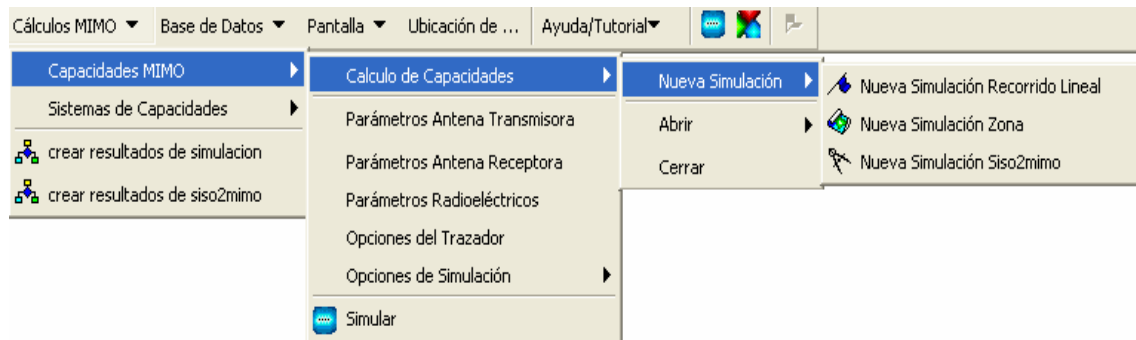 Cálculos MIMO Base de Datos Pantalla Ubicación de ... Ayuda/Tutorial
Capacidades MIMO
Sistemas de Capacidades
crear resultados de simulacion
crear resultados de siso2mimo
Calculo de Capacidades
Parámetros Antena Transmisora
Parámetros Antena Receptora
Parámetros Radioeléctricos
Opciones del Trazador
Opciones de Simulación
Simular
Nueva Simulación
Abrir
Cerrar
Nueva Simulación Recorrido Lineal
Nueva Simulación Zona
Nueva Simulación Siso2mimo